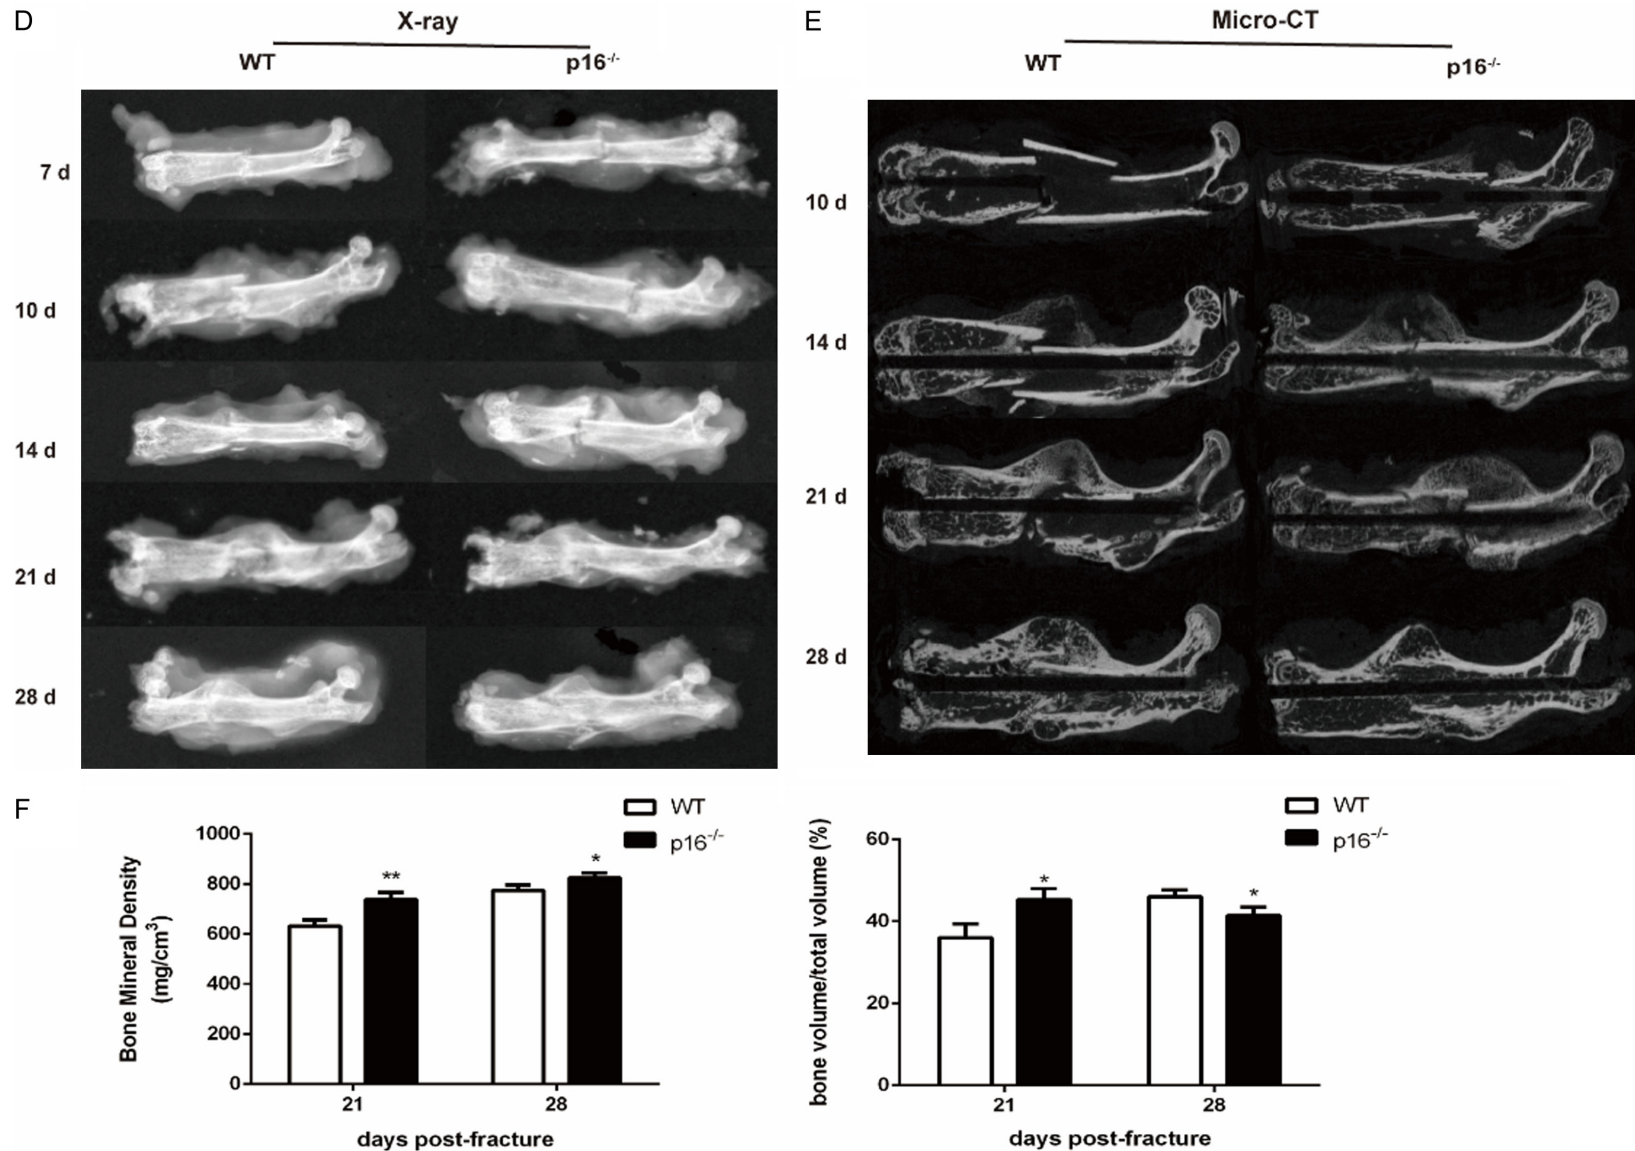 D
X-ray
WT p16-/-
7 d
10 d
14 d
21 d
28 d
E
Micro-CT
WT p16-/-
10 d
14 d
21 d
28 d
F
WT
p16-/-
Bone Mineral Density
(mg/cm3)
1000
800
600
400
200
0
**
*
21 28
days post-fracture
WT
p16-/-
bone volume/total volume (%)
60
40
20
0
*
*
21 28
days post-fracture